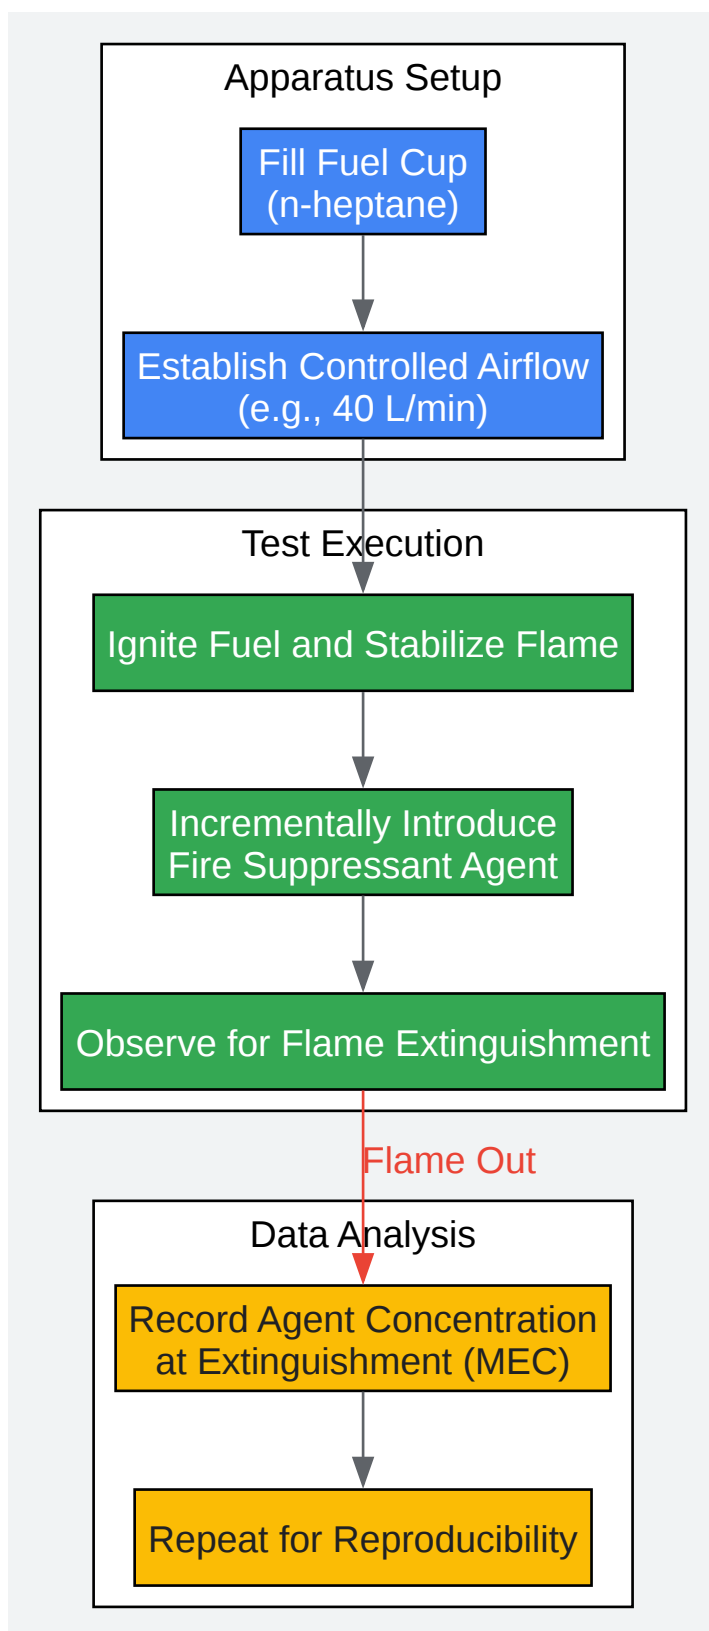 Apparatus Setup
Fill Fuel Cup
(n-heptane)
Establish Controlled Airflow
(e.g., 40 L/min)
Test Execution
Ignite Fuel and Stabilize Flame
Incrementally Introduce
Fire Suppressant Agent
Observe for Flame Extinguishment
Flame Out
Data Analysis
Record Agent Concentration
at Extinguishment (MEC)
Repeat for Reproducibility